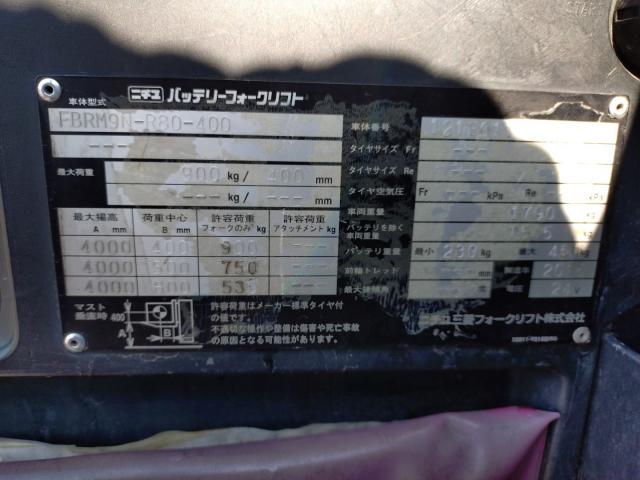 ニチユ バッテリーフォークリフト
車体型式
FBRM9N-R80-400
---
最大荷重 900 kg/ 400 mm
--- kg/ --- mm
最大揚高 A mm 荷重中心 B mm 許容荷重 フォークのみ kg 許容荷重 アタッチメント kg
4000 400 900 ---
4000 500 750 ---
4000 600 535 ---
マスト垂直時 400 A B
許容荷重はメーカー標準タイヤ付の値です。
不適切な操作や整備は傷害や死亡事故の原因となる可能性があります。
車体番号
タイヤサイズ Fr ---
タイヤサイズ Re
タイヤ空気圧 Fr --- kPa Re kPa
車両重量
バッテリを除く車両重量
バッテリ重量 最小 kg 最大 kg
前輪トレッド mm 製造年
電圧 24 V
ニチユ三菱フォークリフト株式会社